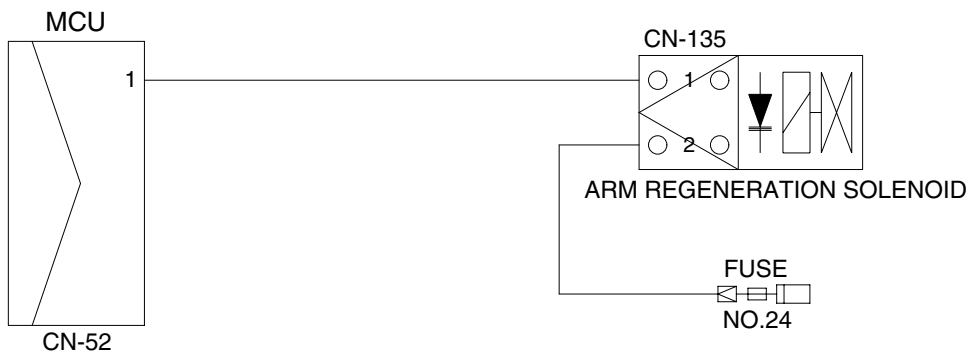 MCU
CN-135
1
1
2
ARM REGENERATION SOLENOID
FUSE
NO.24
CN-52